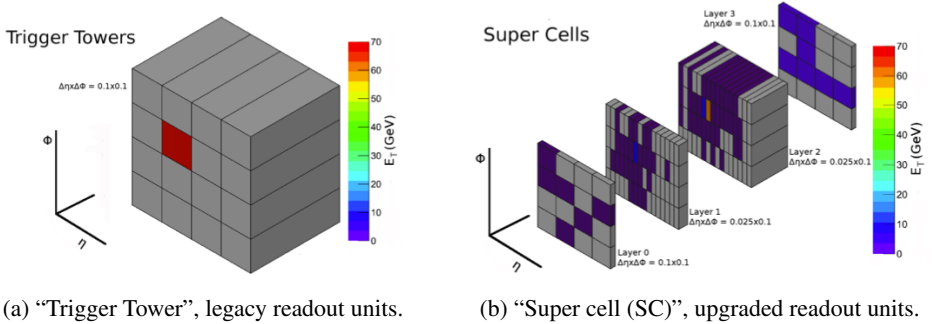 Trigger Towers
ΔηxΔΦ = 0.1x0.1
Φ
η
70
60
50
40
30
20
10
0
E_T (GeV)
Super Cells
Layer 3
ΔηxΔΦ = 0.1x0.1
Φ
η
Layer 2
ΔηxΔΦ = 0.025x0.1
Layer 1
ΔηxΔΦ = 0.025x0.1
Layer 0
ΔηxΔΦ = 0.1x0.1
70
60
50
40
30
20
10
0
E_T (GeV)
(a) “Trigger Tower”, legacy readout units.
(b) “Super cell (SC)”, upgraded readout units.